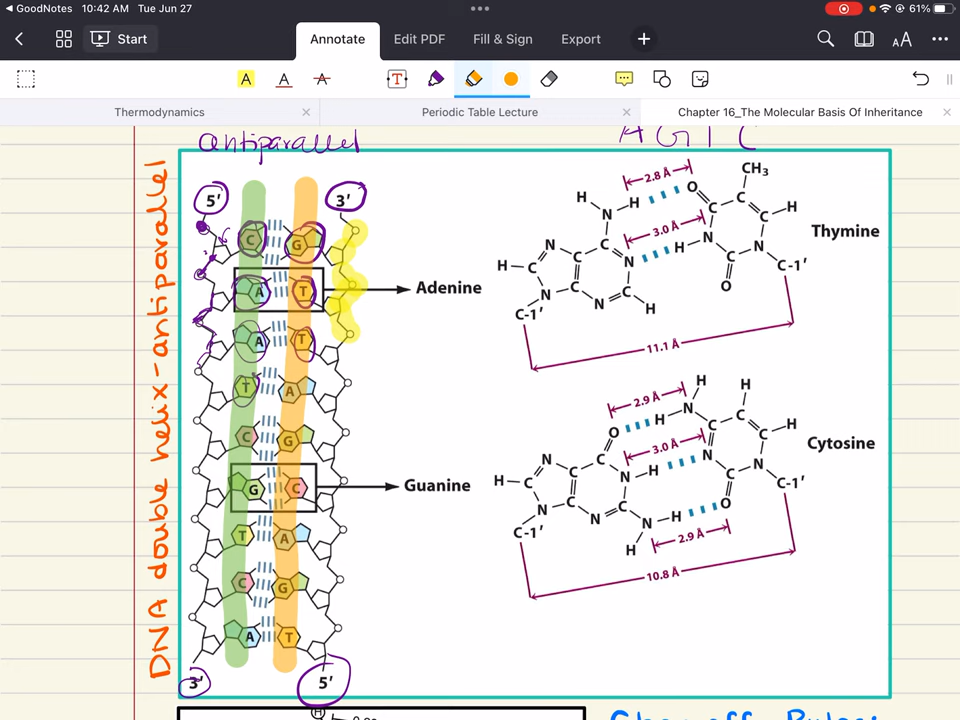 GoodNotes 10:42 AM Tue Jun 27 61%
Start Annotate Edit PDF Fill & Sign Export
A A A T AA
Thermodynamics Periodic Table Lecture Chapter 16_The Molecular Basis Of Inheritance
antiparallel AGTC
DNA double helix-antiparallel
5' 3'
C G
A T
A T
T A
C G
G C
T A
C G
A T
3' 5'
Adenine
Guanine
2.8 Å CH₃
H H O
N H C C
3.0 Å C H
N C N H N
H C C N C N
N C N C H O C-1'
C-1'
Thymine
11.1 Å
2.9 Å H H
O H N C
C 3.0 Å C C H
N C N H N N
H C C C C-1'
N N C N H O
C-1' H 2.9 Å
Cytosine
10.8 Å
H